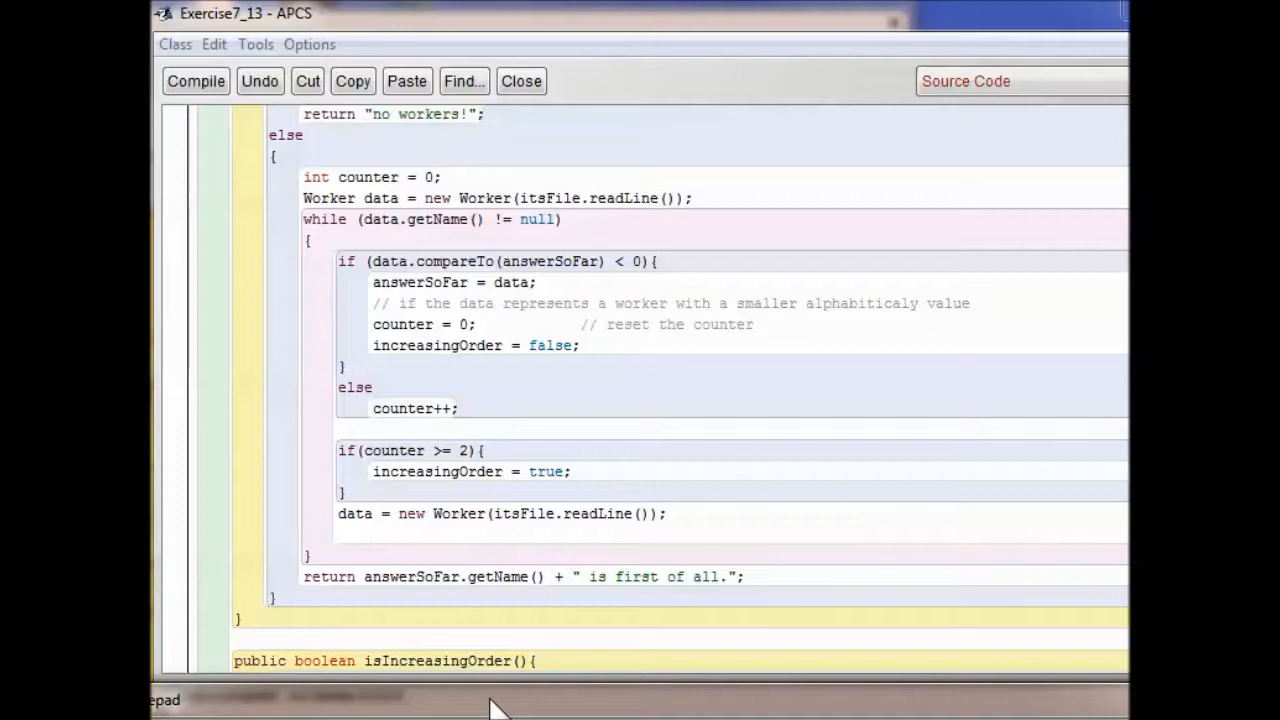 Exercise7_13 - APCS
Class Edit Tools Options
Compile Undo Cut Copy Paste Find... Close Source Code
return "no workers!";
else
{
int counter = 0;
Worker data = new Worker(itsFile.readLine());
while (data.getName() != null)
{
if (data.compareTo(answerSoFar) < 0){
answerSoFar = data;
// if the data represents a worker with a smaller alphabiticaly value
counter = 0; // reset the counter
increasingOrder = false;
}
else
counter++;
if(counter >= 2){
increasingOrder = true;
}
data = new Worker(itsFile.readLine());
}
return answerSoFar.getName() + " is first of all.";
}
}
public boolean isIncreasingOrder(){
epad